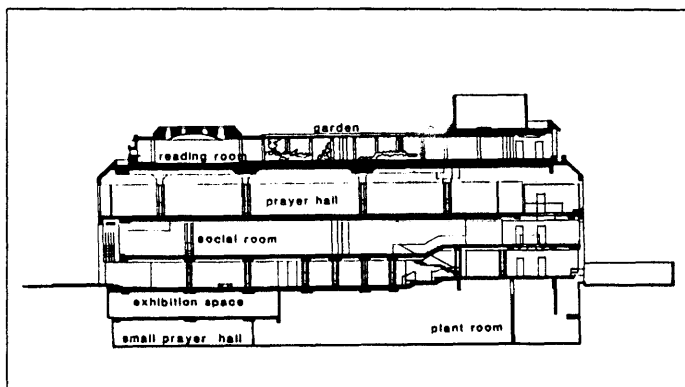 garden
reading room
prayer hall
social room
exhibition space
small prayer hall
plant room